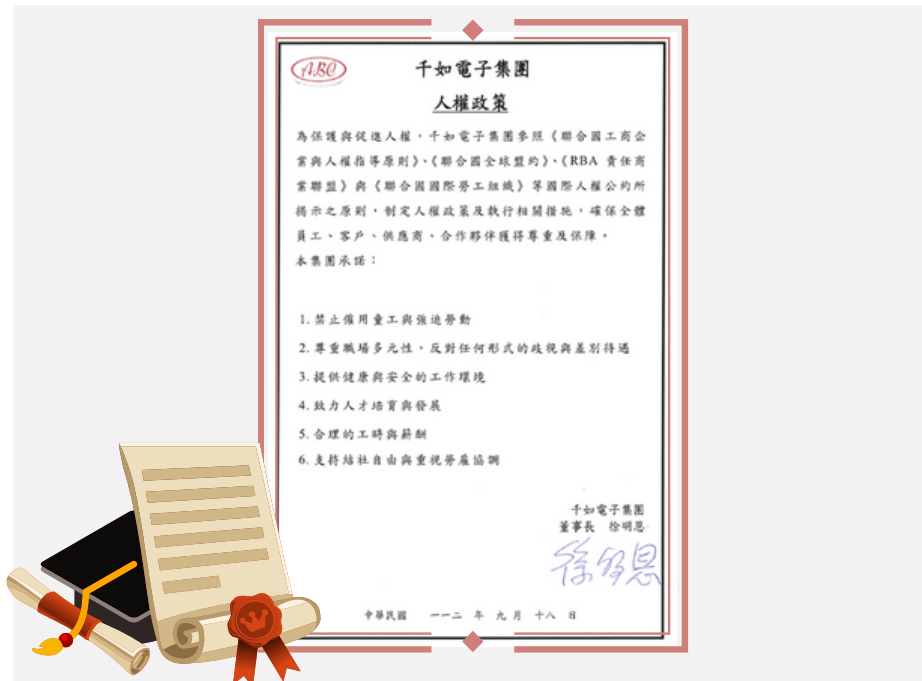 ABC
千如電子集團
人權政策
為保護與促進人權，千如電子集團參照《聯合國工商企
業與人權指導原則》、《聯合國全球盟約》、《RBA 責任商
業聯盟》與《聯合國國際勞工組織》等國際人權公約所
揭示之原則，制定人權政策及執行相關措施，確保全體
員工、客戶、供應商、合作夥伴獲得尊重及保障。
本集團承諾：
1. 禁止僱用童工與強迫勞動
2. 尊重職場多元性，反對任何形式的歧視與差別待遇
3. 提供健康與安全的工作環境
4. 致力人才培育與發展
5. 合理的工時與薪酬
6. 支持結社自由與重視勞雇協調
千如電子集團
董事長 徐明恩
徐明恩
中華民國 一一二 年 九 月 十八 日